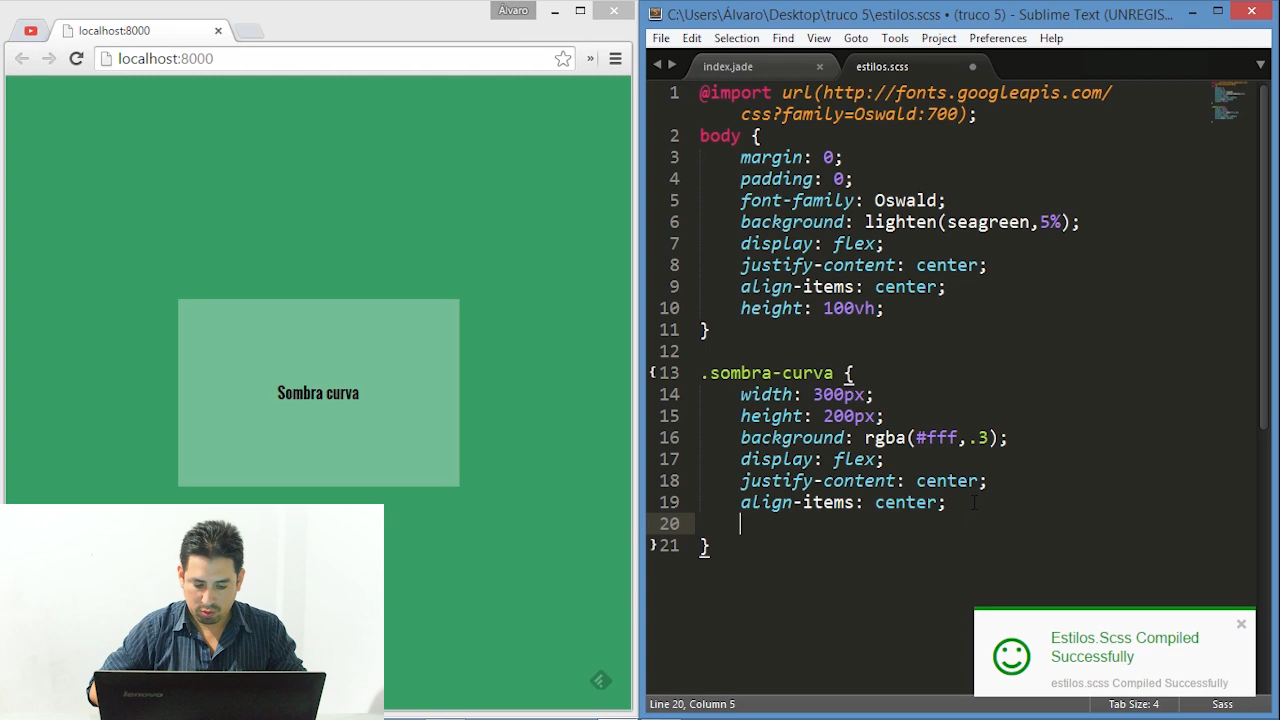 Álvaro
localhost:8000
localhost:8000
»
Sombra curva
lenovo
C:\Users\Álvaro\Desktop\truco 5\estilos.scss • (truco 5) - Sublime Text (UNREGIS...
File Edit Selection Find View Goto Tools Project Preferences Help
index.jade estilos.scss
1 @import url(http://fonts.googleapis.com/
css?family=Oswald:700);
2 body {
3 margin: 0;
4 padding: 0;
5 font-family: Oswald;
6 background: lighten(seagreen,5%);
7 display: flex;
8 justify-content: center;
9 align-items: center;
10 height: 100vh;
11 }
12
13 .sombra-curva {
14 width: 300px;
15 height: 200px;
16 background: rgba(#fff,.3);
17 display: flex;
18 justify-content: center;
19 align-items: center;
20
21 }
Estilos.Scss Compiled
Successfully
estilos.scss Compiled Successfully
Line 20, Column 5 Tab Size: 4 Sass